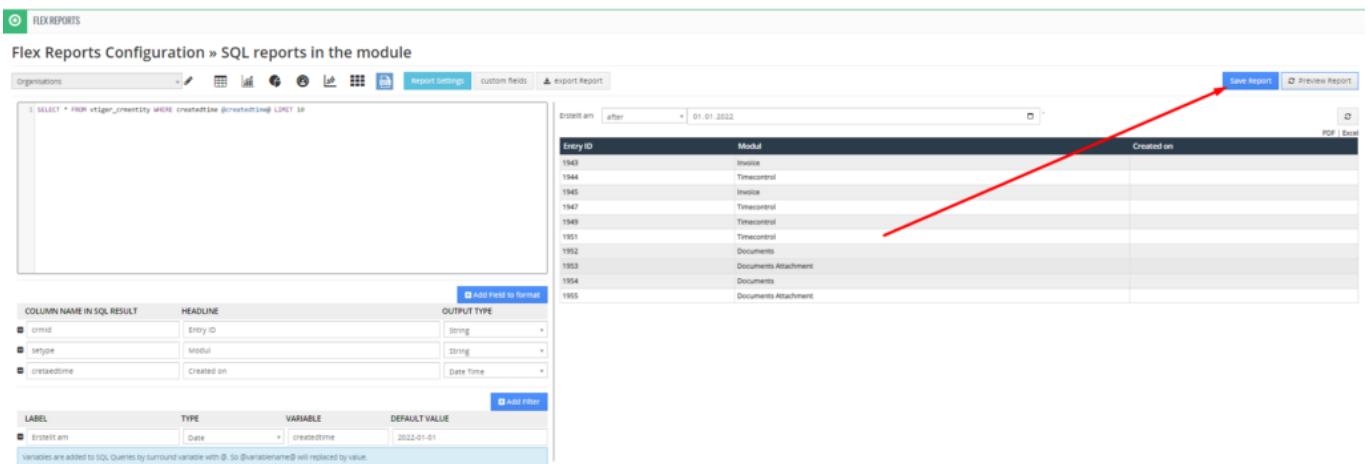 FLEX REPORTS
Flex Reports Configuration » SQL reports in the module
Organisations Report Settings custom fields export Report Save Report Preview Report
1 SELECT * FROM vtiger_crmentity WHERE createdtime @createdtime@ LIMIT 10
Erstellt am after 01.01.2022
PDF | Excel
Entry ID Modul Created on
1943 Invoice
1944 Timecontrol
1945 Invoice
1947 Timecontrol
1949 Timecontrol
1951 Timecontrol
1952 Documents
1953 Documents Attachment
1954 Documents
1955 Documents Attachment
Add Field to format
COLUMN NAME IN SQL RESULT HEADLINE OUTPUT TYPE
crmid Entry ID String
setype Modul String
cretaedtime Created on Date Time
Add Filter
LABEL TYPE VARIABLE DEFAULT VALUE
Erstellt am Date createdtime 2022-01-01
Variables are added to SQL Queries by surround variable with @. So @variablename@ will replaced by value.